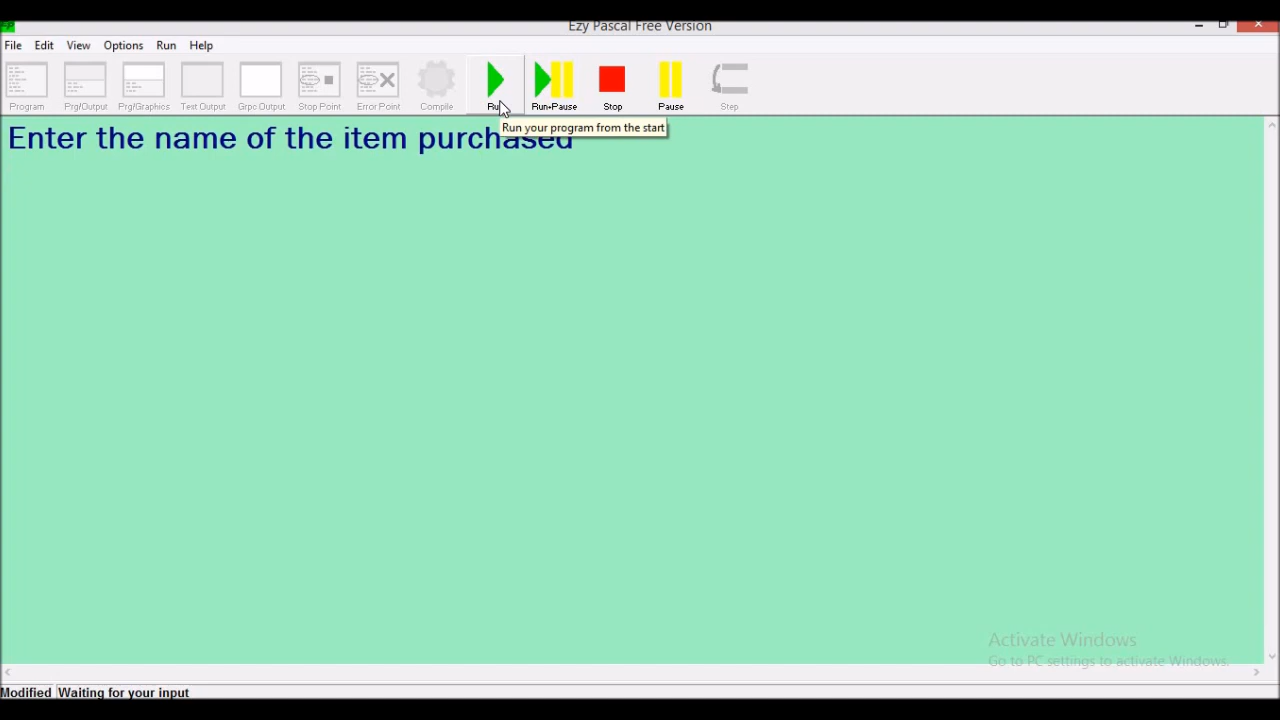 Ezy Pascal Free Version
File Edit View Options Run Help
Program Prg/Output Prg/Graphics Text Output Grpc Output Stop Point Error Point Compile Run Run+Pause Stop Pause Step
Run your program from the start
Enter the name of the item purchased
Activate Windows
Go to PC settings to activate Windows.
Modified Waiting for your input